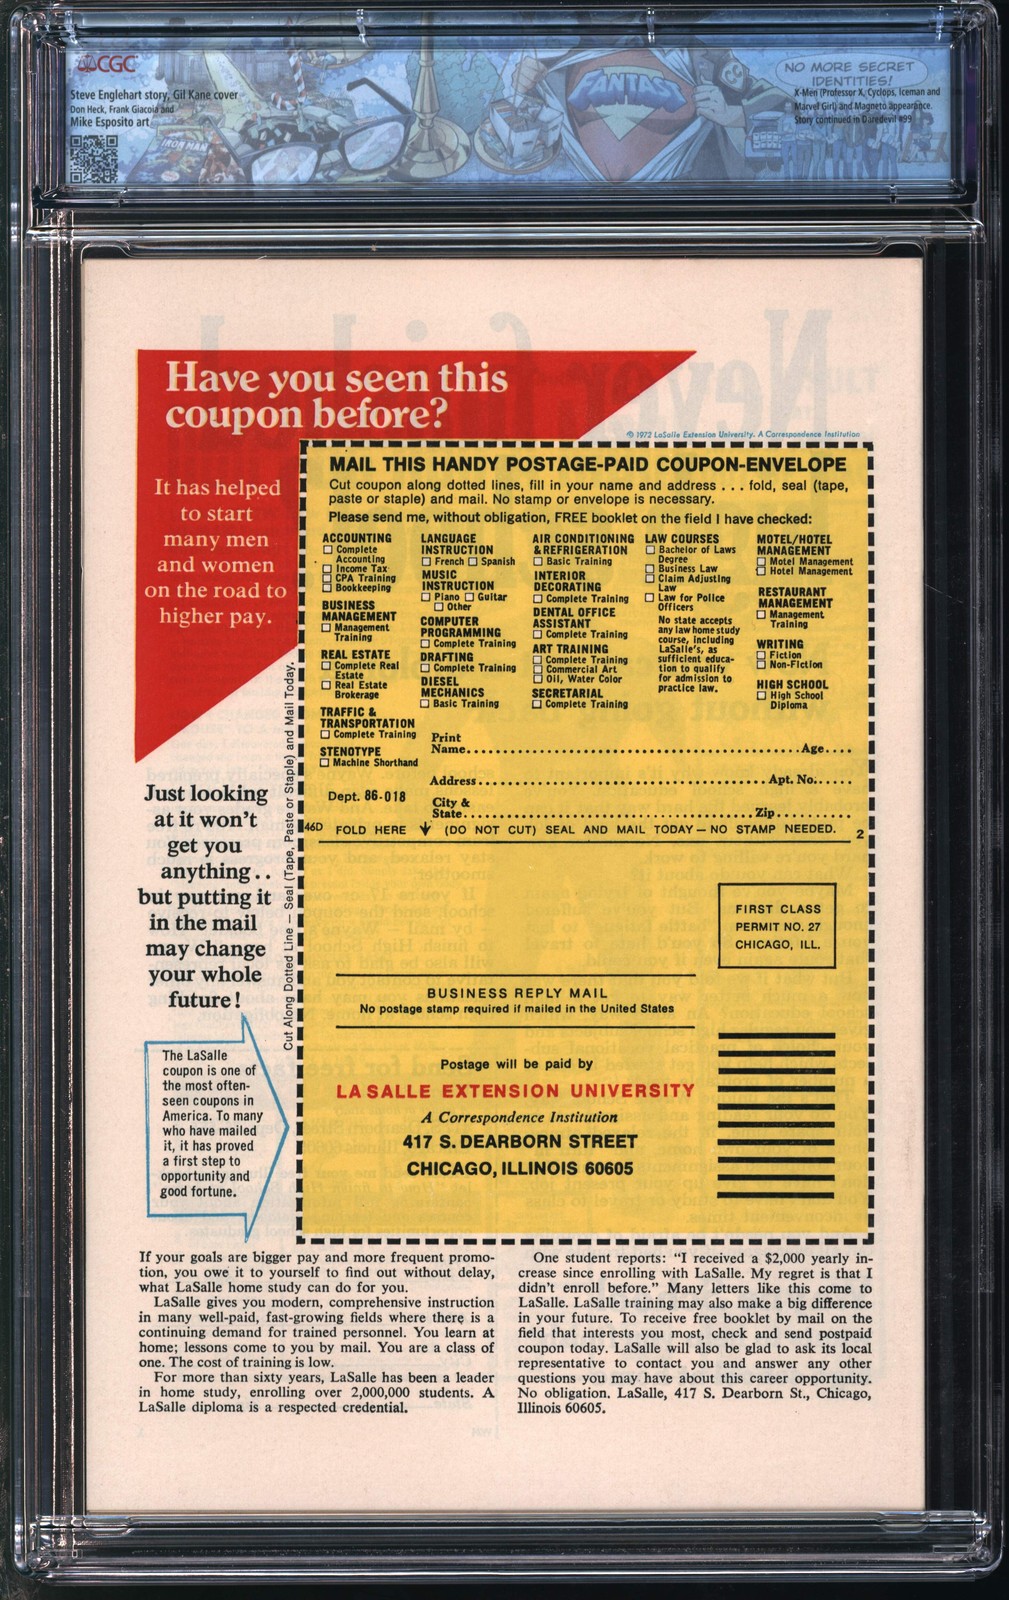 CGC
Steve Englehart story, Gil Kane cover
Don Heck, Frank Giacoia and
Mike Esposito art
IRON MAN
NO MORE SECRET
IDENTITIES!
X-Men (Professor X, Cyclops, Iceman and
Marvel Girl) and Magneto appearance.
Story continued in Daredevil #99
Have you seen this
coupon before?
It has helped
to start
many men
and women
on the road to
higher pay.
© 1972 LaSalle Extension University. A Correspondence Institution
MAIL THIS HANDY POSTAGE-PAID COUPON-ENVELOPE
Cut coupon along dotted lines, fill in your name and address . . . fold, seal (tape,
paste or staple) and mail. No stamp or envelope is necessary.
Please send me, without obligation, FREE booklet on the field I have checked:
ACCOUNTING
Complete
Accounting
Income Tax
CPA Training
Bookkeeping
BUSINESS
MANAGEMENT
Management
Training
REAL ESTATE
Complete Real
Estate
Real Estate
Brokerage
TRAFFIC &
TRANSPORTATION
Complete Training
STENOTYPE
Machine Shorthand
LANGUAGE
INSTRUCTION
French Spanish
MUSIC
INSTRUCTION
Piano Guitar
Other
COMPUTER
PROGRAMMING
Complete Training
DRAFTING
Complete Training
DIESEL
MECHANICS
Basic Training
AIR CONDITIONING
& REFRIGERATION
Basic Training
INTERIOR
DECORATING
Complete Training
DENTAL OFFICE
ASSISTANT
Complete Training
ART TRAINING
Complete Training
Commercial Art
Oil, Water Color
SECRETARIAL
Complete Training
LAW COURSES
Bachelor of Laws
Degree
Business Law
Claim Adjusting
Law
Law for Police
Officers
No state accepts
any law home study
course, including
LaSalle's, as
sufficient educa-
tion to qualify
for admission to
practice law.
MOTEL/HOTEL
MANAGEMENT
Motel Management
Hotel Management
RESTAURANT
MANAGEMENT
Management
Training
WRITING
Fiction
Non-Fiction
HIGH SCHOOL
High School
Diploma
Print
Name Age
Address Apt. No.
Dept. 86-018
City &
State Zip
46D FOLD HERE (DO NOT CUT) SEAL AND MAIL TODAY — NO STAMP NEEDED. 2
Cut Along Dotted Line — Seal (Tape, Paste or Staple) and Mail Today.
Just looking
at it won't
get you
anything . .
but putting it
in the mail
may change
your whole
future!
The LaSalle
coupon is one of
the most often-
seen coupons in
America. To many
who have mailed
it, it has proved
a first step to
opportunity and
good fortune.
FIRST CLASS
PERMIT NO. 27
CHICAGO, ILL.
BUSINESS REPLY MAIL
No postage stamp required if mailed in the United States
Postage will be paid by
LA SALLE EXTENSION UNIVERSITY
A Correspondence Institution
417 S. DEARBORN STREET
CHICAGO, ILLINOIS 60605
If your goals are bigger pay and more frequent promo-
tion, you owe it to yourself to find out without delay,
what LaSalle home study can do for you.
LaSalle gives you modern, comprehensive instruction
in many well-paid, fast-growing fields where there is a
continuing demand for trained personnel. You learn at
home; lessons come to you by mail. You are a class of
one. The cost of training is low.
For more than sixty years, LaSalle has been a leader
in home study, enrolling over 2,000,000 students. A
LaSalle diploma is a respected credential.
One student reports: "I received a $2,000 yearly in-
crease since enrolling with LaSalle. My regret is that I
didn't enroll before." Many letters like this come to
LaSalle. LaSalle training may also make a big difference
in your future. To receive free booklet by mail on the
field that interests you most, check and send postpaid
coupon today. LaSalle will also be glad to ask its local
representative to contact you and answer any other
questions you may have about this career opportunity.
No obligation. LaSalle, 417 S. Dearborn St., Chicago,
Illinois 60605.